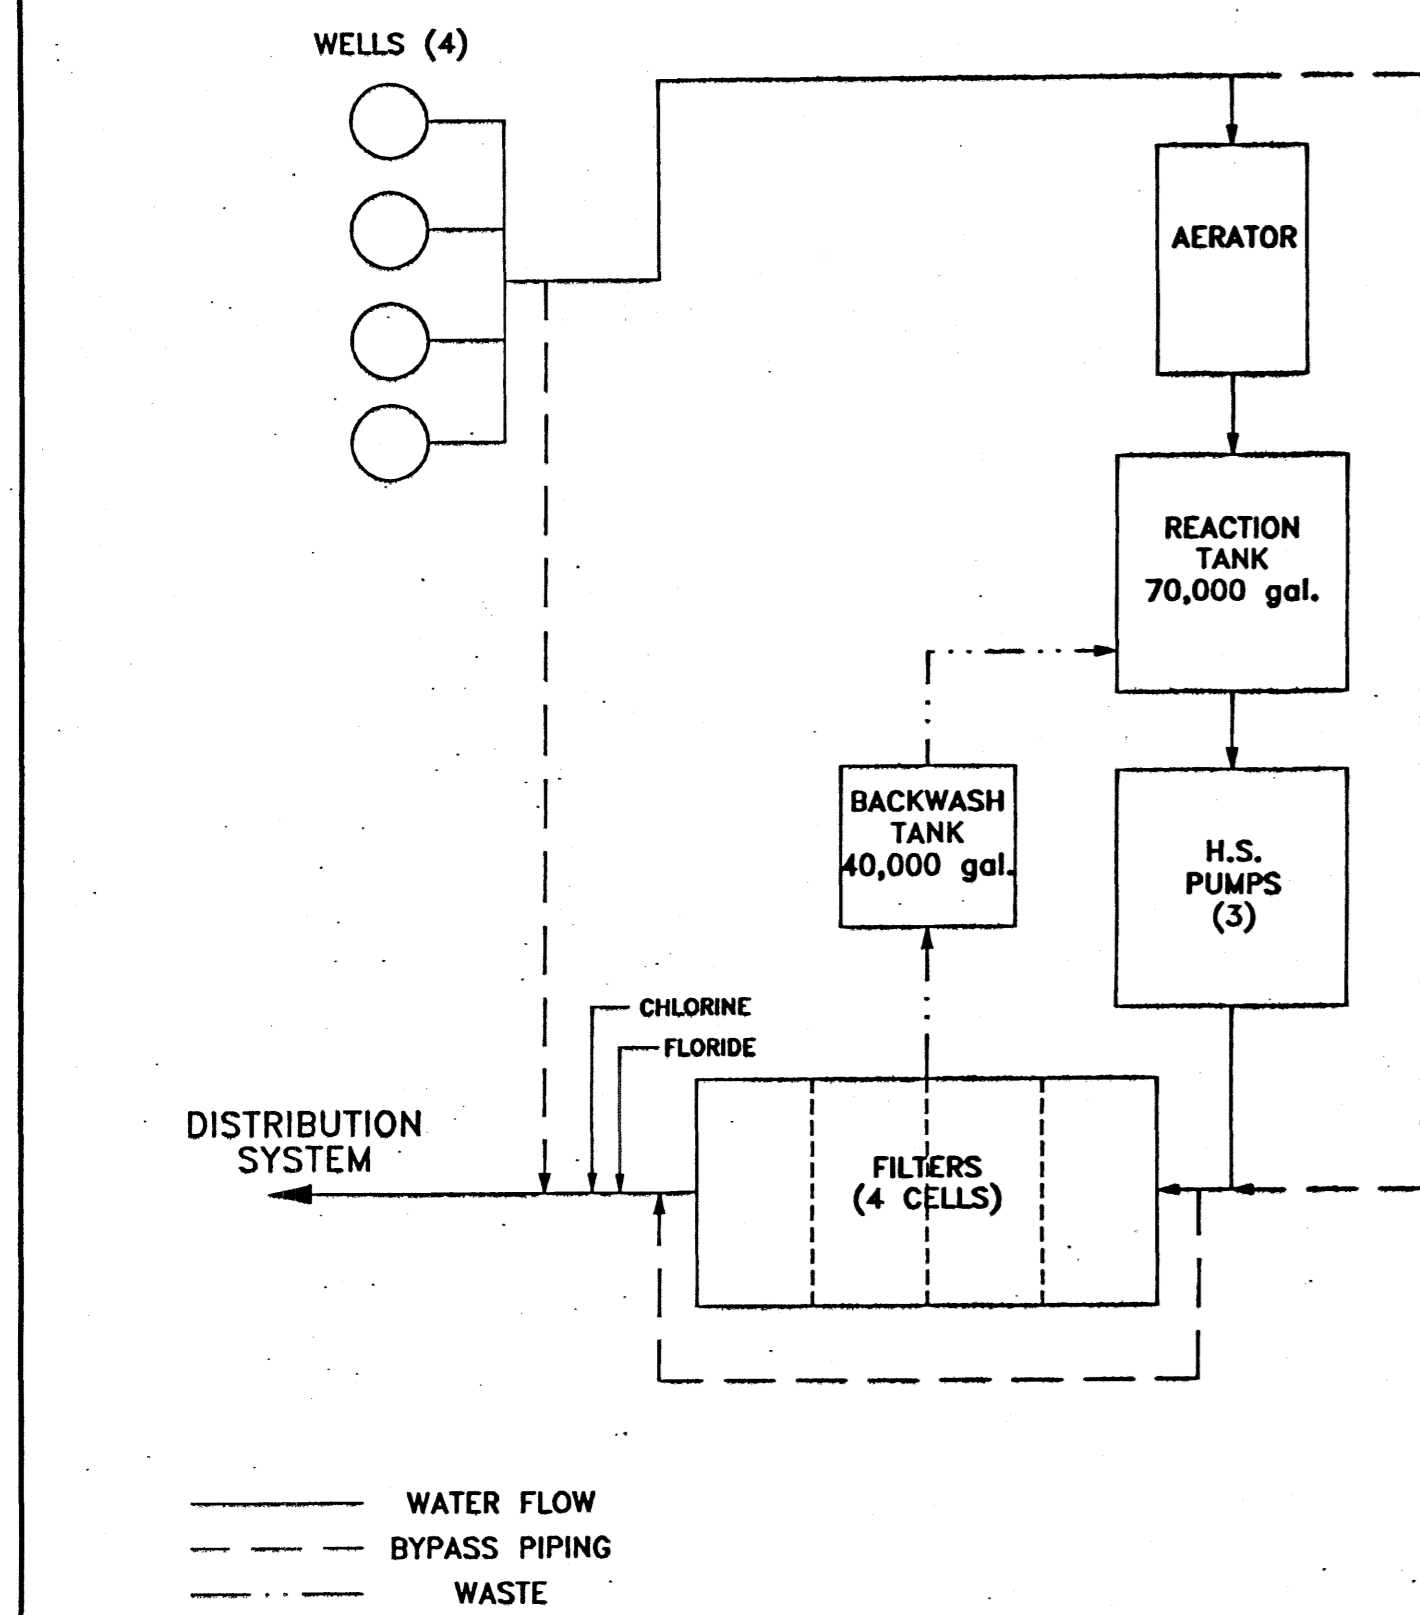 WELLS (4)
AERATOR
REACTION
TANK
70,000 gal.
BACKWASH
TANK
40,000 gal.
H.S.
PUMPS
(3)
CHLORINE
FLORIDE
DISTRIBUTION
SYSTEM
FILTERS
(4 CELLS)
WATER FLOW
BYPASS PIPING
WASTE